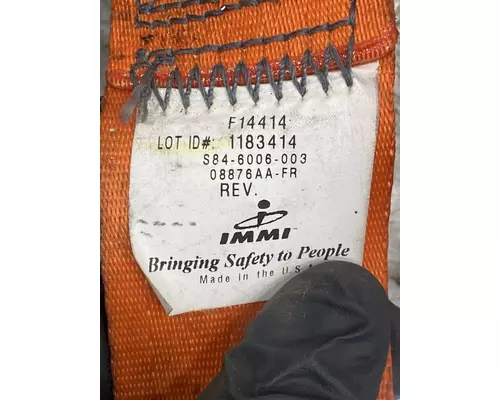 F14414
LOT ID#: 1183414
S84-6006-003
08876AA-FR
REV.
IMMI
Bringing Safety to People
Made in the U.S.A.